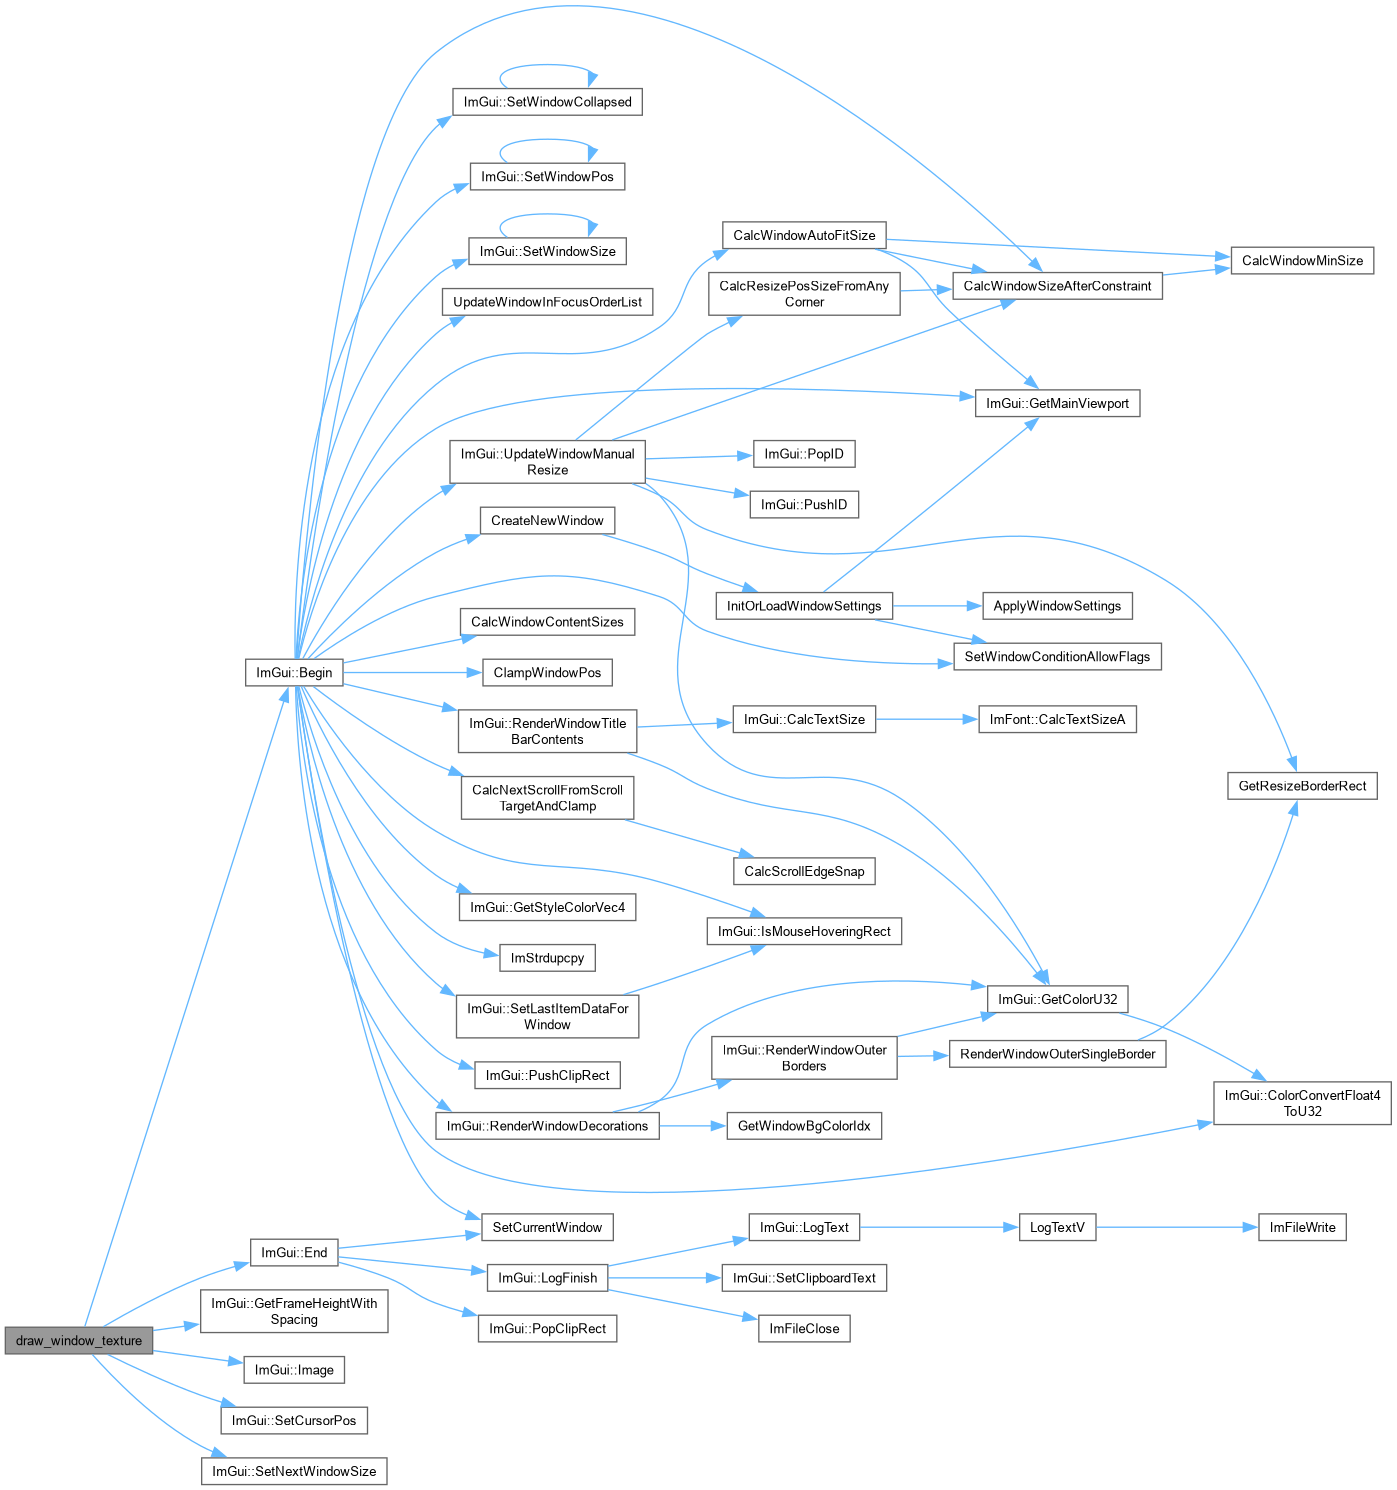 draw_window_texture
ImGui::Begin
ImGui::End
ImGui::GetFrameHeightWith
Spacing
ImGui::Image
ImGui::SetCursorPos
ImGui::SetNextWindowSize
ImGui::SetWindowCollapsed
ImGui::SetWindowPos
ImGui::SetWindowSize
UpdateWindowInFocusOrderList
ImGui::UpdateWindowManual
Resize
CreateNewWindow
CalcWindowContentSizes
ClampWindowPos
ImGui::RenderWindowTitle
BarContents
CalcNextScrollFromScroll
TargetAndClamp
ImGui::GetStyleColorVec4
ImStrdupcpy
ImGui::SetLastItemDataFor
Window
ImGui::PushClipRect
ImGui::RenderWindowDecorations
SetCurrentWindow
ImGui::LogFinish
ImGui::PopClipRect
CalcWindowAutoFitSize
CalcResizePosSizeFromAny
Corner
ImGui::PopID
ImGui::PushID
InitOrLoadWindowSettings
ImGui::CalcTextSize
CalcScrollEdgeSnap
ImGui::IsMouseHoveringRect
ImGui::RenderWindowOuter
Borders
GetWindowBgColorIdx
ImGui::LogText
ImGui::SetClipboardText
ImFileClose
CalcWindowSizeAfterConstraint
ImGui::GetMainViewport
ApplyWindowSettings
SetWindowConditionAllowFlags
ImFont::CalcTextSizeA
ImGui::GetColorU32
RenderWindowOuterSingleBorder
LogTextV
CalcWindowMinSize
GetResizeBorderRect
ImGui::ColorConvertFloat4
ToU32
ImFileWrite